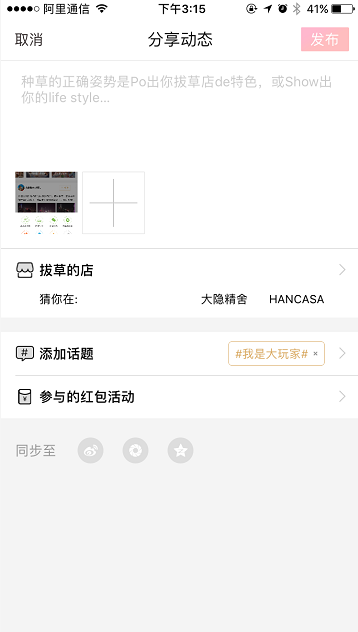 阿里通信 下午3:15 41%
取消 分享动态 发布
种草的正确姿势是Po出你拔草店de特色，或Show出
你的life style...
拔草的店
猜你在: 大隐精舍 HANCASA
# 添加话题 #我是大玩家# ×
¥ 参与的红包活动
同步至